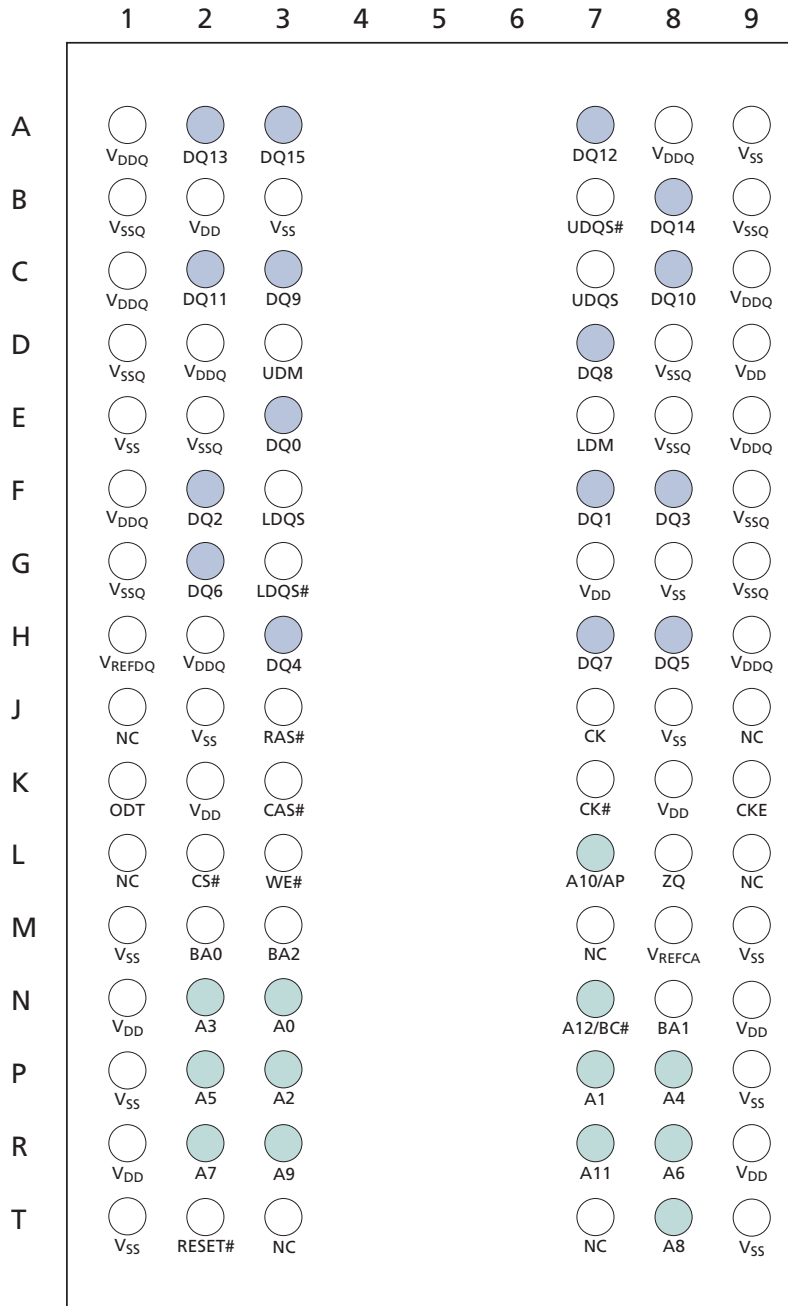 1 2 3 4 5 6 7 8 9
A
VDDQ DQ13 DQ15 DQ12 VDDQ VSS
B
VSSQ VDD VSS UDQS# DQ14 VSSQ
C
VDDQ DQ11 DQ9 UDQS DQ10 VDDQ
D
VSSQ VDDQ UDM DQ8 VSSQ VDD
E
VSS VSSQ DQ0 LDM VSSQ VDDQ
F
VDDQ DQ2 LDQS DQ1 DQ3 VSSQ
G
VSSQ DQ6 LDQS# VDD VSS VSSQ
H
VREFDQ VDDQ DQ4 DQ7 DQ5 VDDQ
J
NC VSS RAS# CK VSS NC
K
ODT VDD CAS# CK# VDD CKE
L
NC CS# WE# A10/AP ZQ NC
M
VSS BA0 BA2 NC VREFCA VSS
N
VDD A3 A0 A12/BC# BA1 VDD
P
VSS A5 A2 A1 A4 VSS
R
VDD A7 A9 A11 A6 VDD
T
VSS RESET# NC NC A8 VSS